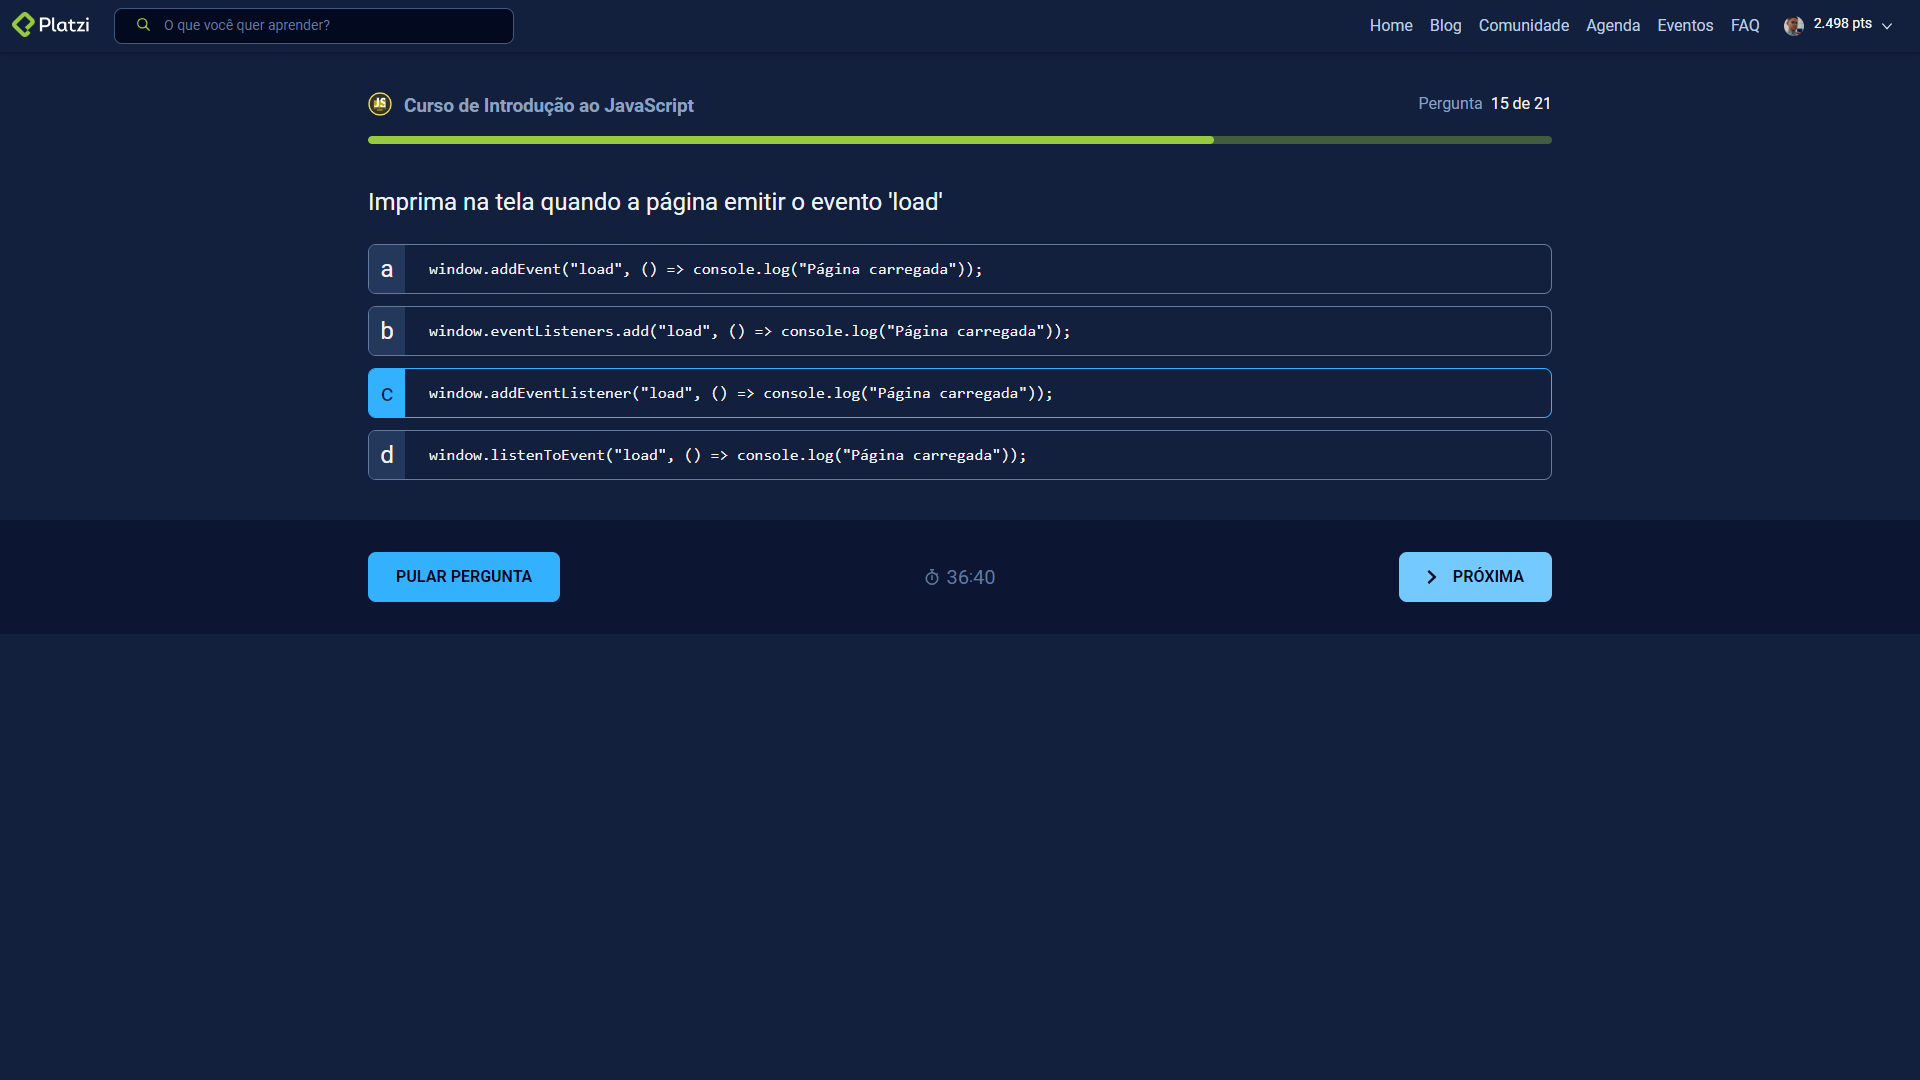 Platzi
O que você quer aprender?
Home Blog Comunidade Agenda Eventos FAQ 2.498 pts
JS Curso de Introdução ao JavaScript
Pergunta 15 de 21
Imprima na tela quando a página emitir o evento 'load'
a window.addEvent("load", () => console.log("Página carregada"));
b window.eventListeners.add("load", () => console.log("Página carregada"));
c window.addEventListener("load", () => console.log("Página carregada"));
d window.listenToEvent("load", () => console.log("Página carregada"));
PULAR PERGUNTA 36:40 PRÓXIMA